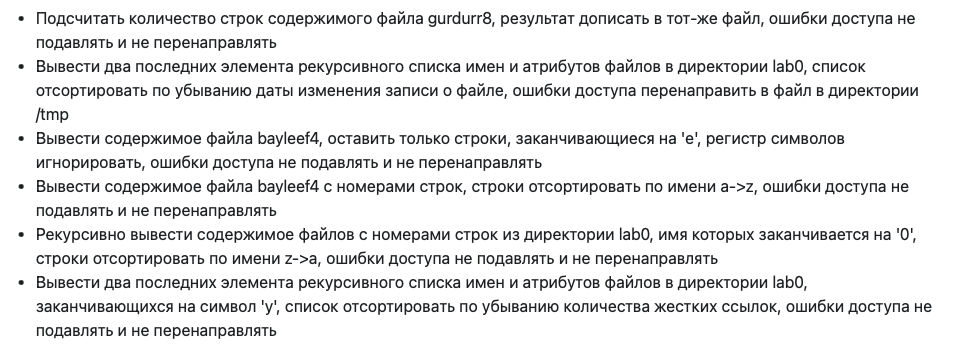 • Подсчитать количество строк содержимого файла gurdurr8, результат дописать в тот-же файл, ошибки доступа не
подавлять и не перенаправлять
• Вывести два последних элемента рекурсивного списка имен и атрибутов файлов в директории lab0, список
отсортировать по убыванию даты изменения записи о файле, ошибки доступа перенаправить в файл в директории
/tmp
• Вывести содержимое файла bayleef4, оставить только строки, заканчивающиеся на 'e', регистр символов
игнорировать, ошибки доступа не подавлять и не перенаправлять
• Вывести содержимое файла bayleef4 с номерами строк, строки отсортировать по имени a->z, ошибки доступа не
подавлять и не перенаправлять
• Рекурсивно вывести содержимое файлов с номерами строк из директории lab0, имя которых заканчивается на '0',
строки отсортировать по имени z->a, ошибки доступа не подавлять и не перенаправлять
• Вывести два последних элемента рекурсивного списка имен и атрибутов файлов в директории lab0,
заканчивающихся на символ 'y', список отсортировать по убыванию количества жестких ссылок, ошибки доступа не
подавлять и не перенаправлять